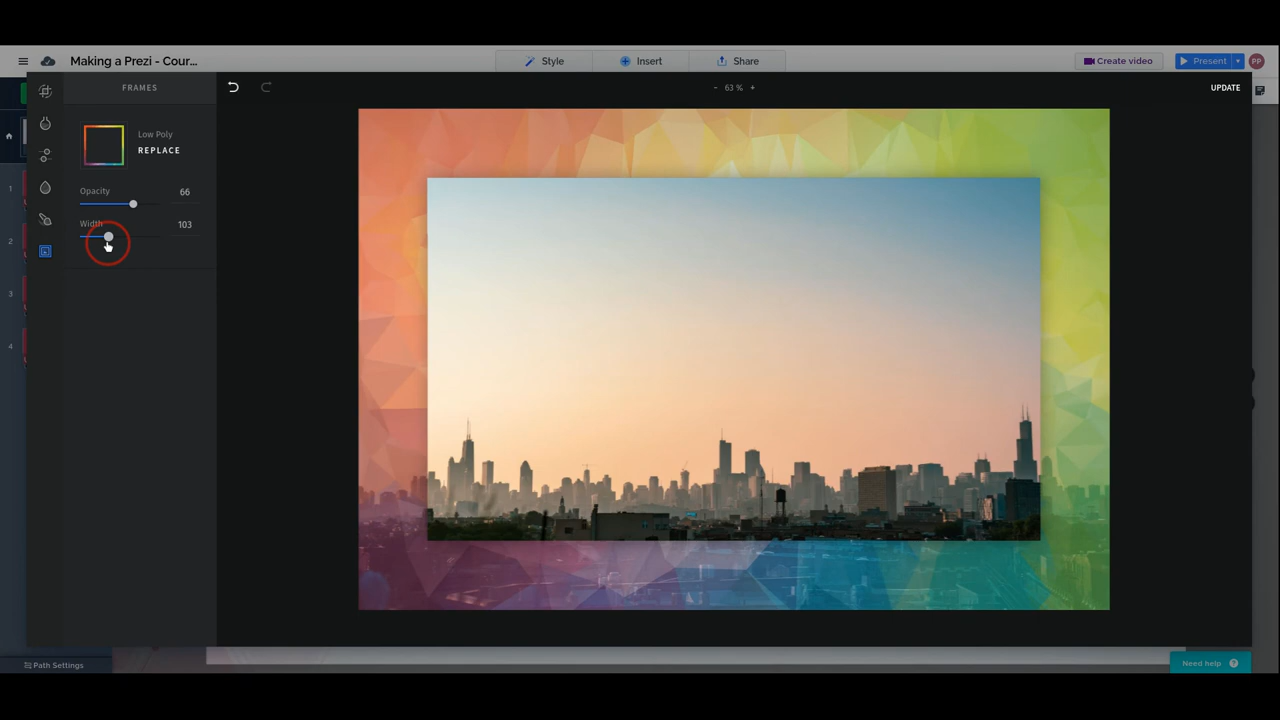 Making a Prezi - Cour...
Style
Insert
Share
Create video
Present
PP
FRAMES
- 63 % +
UPDATE
Low Poly
REPLACE
Opacity
66
Width
103
1
2
3
4
Path Settings
Need help ?